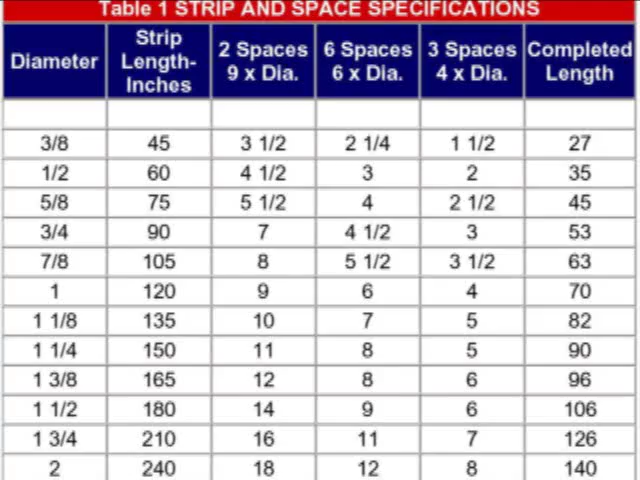 Table 1 STRIP AND SPACE SPECIFICATIONS
Diameter Strip Length-Inches 2 Spaces 9 x Dia. 6 Spaces 6 x Dia. 3 Spaces 4 x Dia. Completed Length
3/8 45 3 1/2 2 1/4 1 1/2 27
1/2 60 4 1/2 3 2 35
5/8 75 5 1/2 4 2 1/2 45
3/4 90 7 4 1/2 3 53
7/8 105 8 5 1/2 3 1/2 63
1 120 9 6 4 70
1 1/8 135 10 7 5 82
1 1/4 150 11 8 5 90
1 3/8 165 12 8 6 96
1 1/2 180 14 9 6 106
1 3/4 210 16 11 7 126
2 240 18 12 8 140